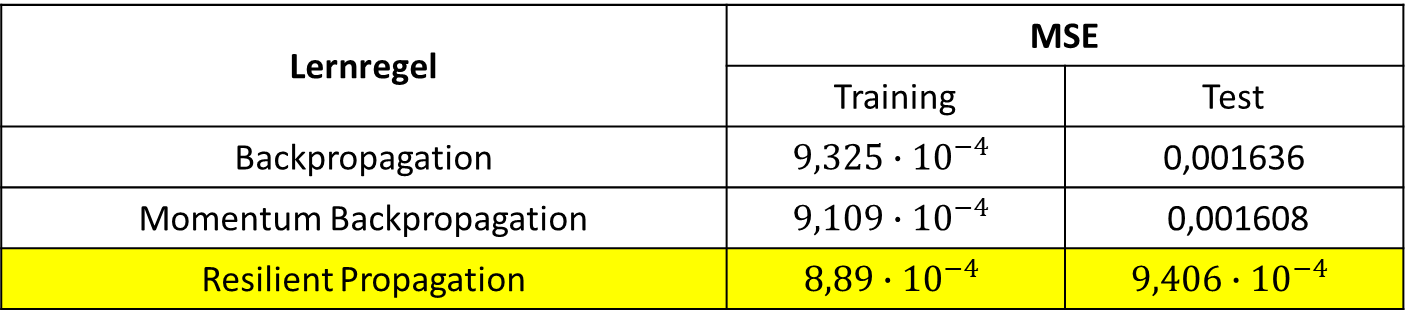 Lernregel
MSE
Training Test
Backpropagation 9,325 · 10⁻⁴ 0,001636
Momentum Backpropagation 9,109 · 10⁻⁴ 0,001608
Resilient Propagation 8,89 · 10⁻⁴ 9,406 · 10⁻⁴